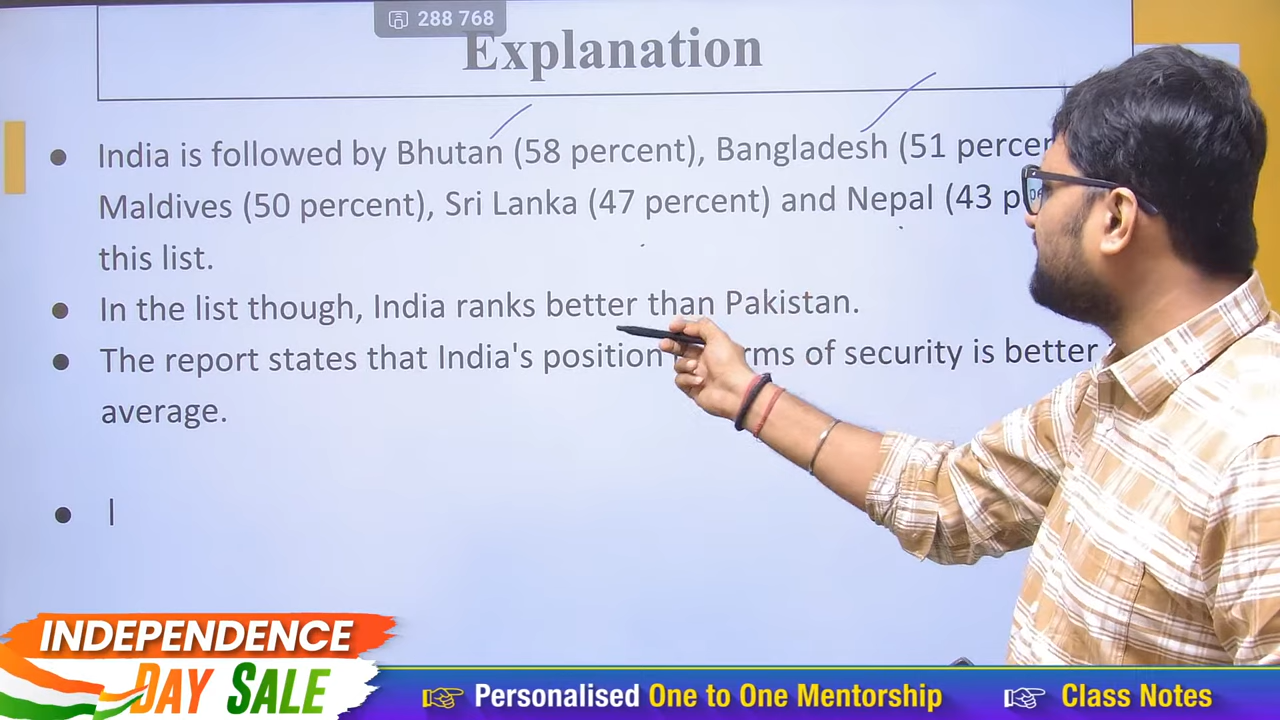 288 768
Explanation
● India is followed by Bhutan (58 percent), Bangladesh (51
Maldives (50 percent), Sri Lanka (47 percent) and Nepal (43
this list.
● In the list though, India ranks better than Pakistan.
● The report states that India's position of security is better
average.
●
INDEPENDENCE
DAY SALE
Personalised One to One Mentorship
Class Notes